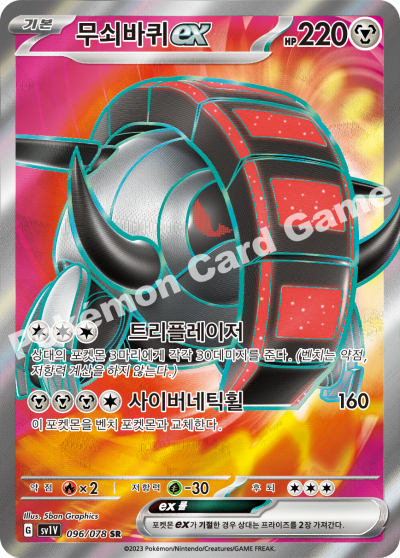 기본 무쇠바퀴 ex HP 220
Pokémon Card Game
트리플레이저
상대의 포켓몬 3마리에게 각각 30데미지를 준다. (벤치는 약점,
저항력 계산을 하지 않는다.)
사이버네틱휠 160
이 포켓몬을 벤치 포켓몬과 교체한다.
약점 ×2 저항력 -30 후퇴
Illus. 5ban Graphics
G sv1V 096/078 SR
ex 룰
포켓몬 ex가 기절한 경우 상대는 프라이즈를 2장 가져간다.
©2023 Pokémon/Nintendo/Creatures/GAME FREAK.